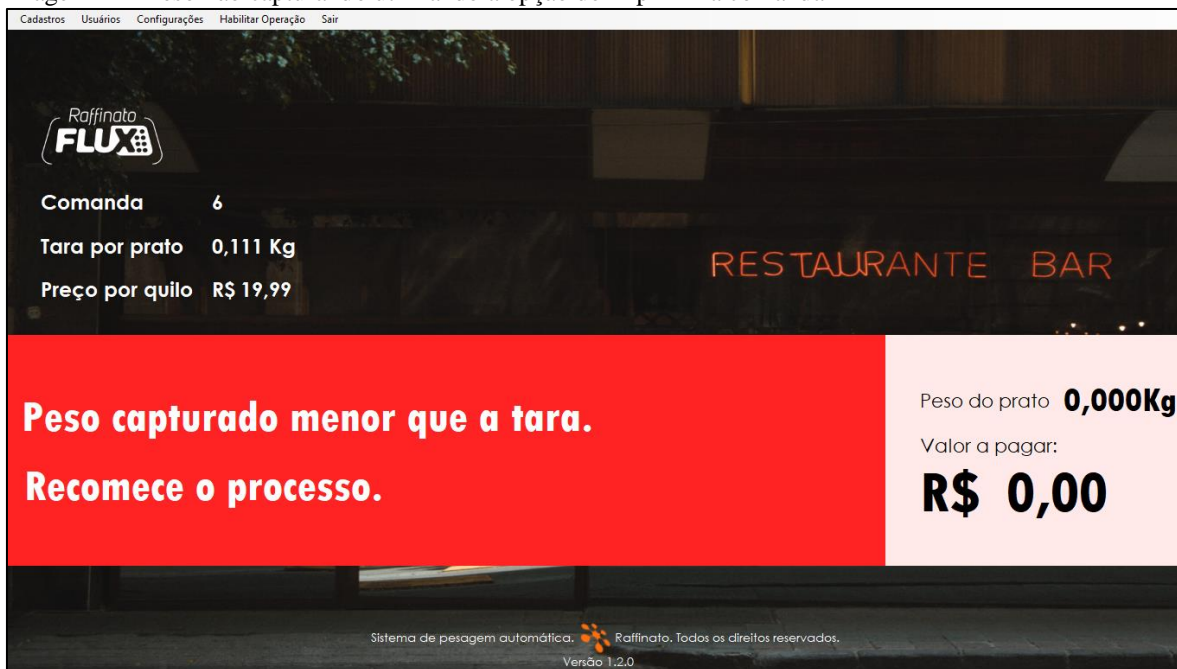 Cadastros Usuários Configurações Habilitar Operação Sair
Raffinato
FLUX
Comanda 6
Tara por prato 0,111 Kg
Preço por quilo R$ 19,99
RESTAURANTE BAR
Peso capturado menor que a tara.
Recomece o processo.
Peso do prato 0,000Kg
Valor a pagar:
R$ 0,00
Sistema de pesagem automática. Raffinato. Todos os direitos reservados.
Versão 1.2.0